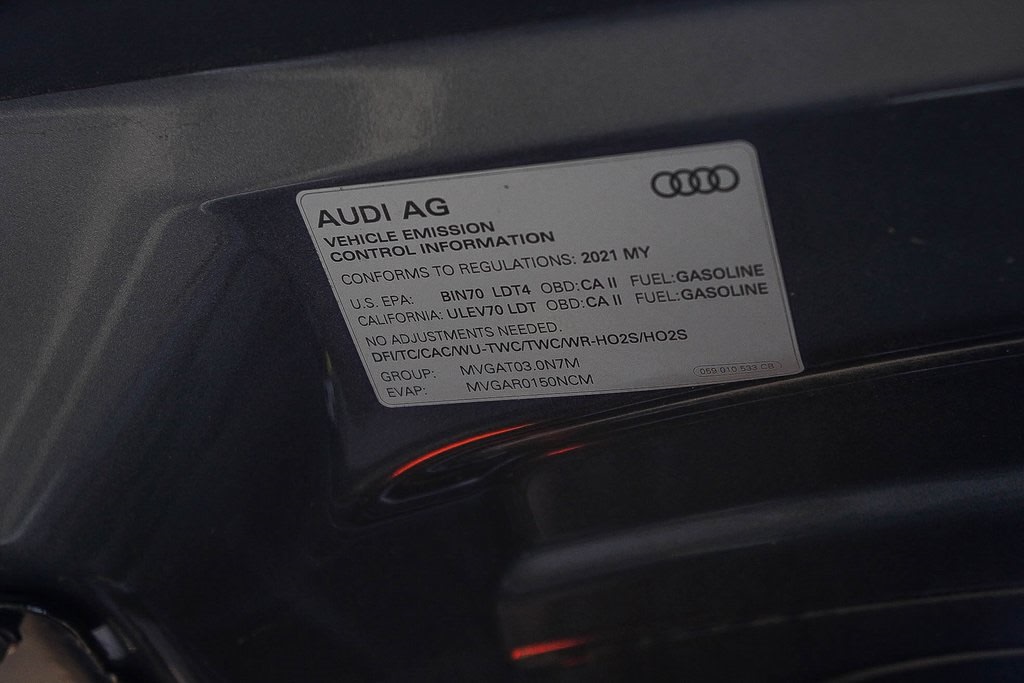 AUDI AG
VEHICLE EMISSION
CONTROL INFORMATION
CONFORMS TO REGULATIONS: 2021 MY
U.S. EPA: BIN70 LDT4 OBD:CA II FUEL:GASOLINE
CALIFORNIA: ULEV70 LDT OBD:CA II FUEL:GASOLINE
NO ADJUSTMENTS NEEDED.
DFI/TC/CAC/WU-TWC/TWC/WR-HO2S/HO2S
GROUP: MVGAT03.0N7M
EVAP: MVGAR0150NCM